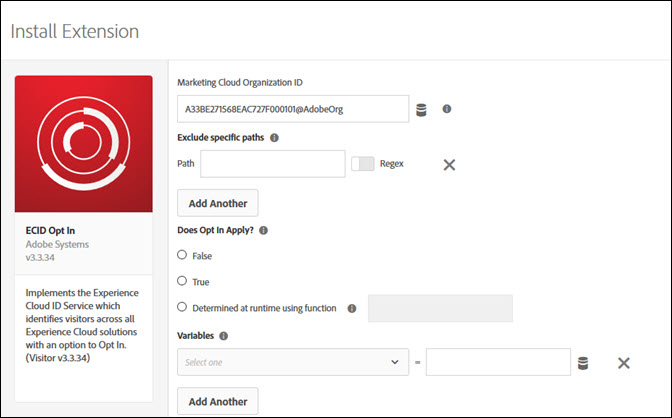 Install Extension
Marketing Cloud Organization ID
A33BE271568EAC727F000101@AdobeOrg
Exclude specific paths
Path
Regex
Add Another
ECID Opt In
Adobe Systems
v3.3.34
Implements the Experience
Cloud ID Service which
identifies visitors across all
Experience Cloud solutions
with an option to Opt In.
(Visitor v3.3.34)
Does Opt In Apply?
False
True
Determined at runtime using function
Variables
Select one
=
Add Another